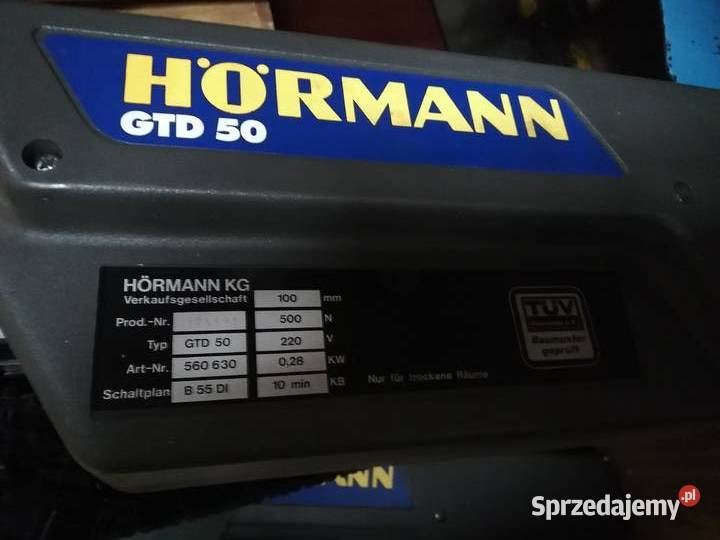 HÖRMANN
GTD 50
HÖRMANN KG
Verkaufsgesellschaft 100 mm
Prod.-Nr. 500 N
Typ GTD 50 220 V
Art-Nr. 560 630 0,28 KW
Schaltplan B 55 DI 10 min KB
Nur für trockene Räume
TÜV
Baumuster
geprüft
MANN
Sprzedajemy.pl